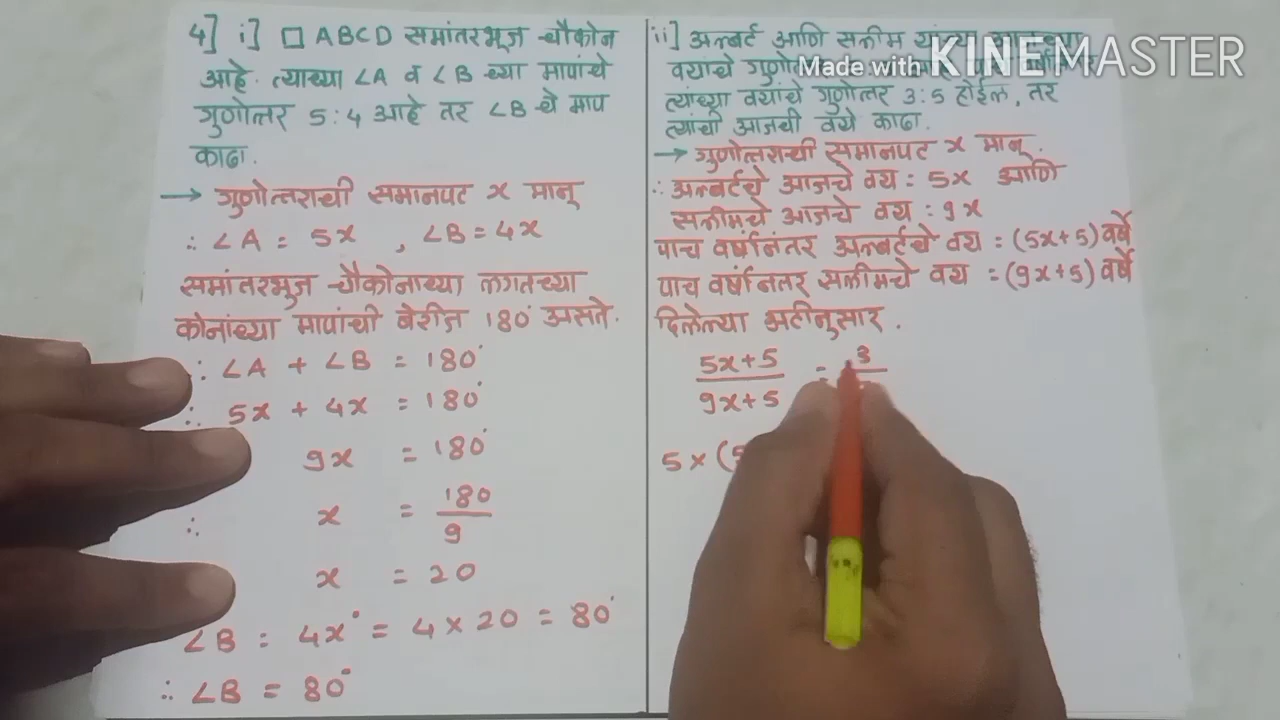 4] i] □ ABCD समांतरभूज चौकोन
आहे. त्याच्या ∠A व ∠B च्या मापांचे
गुणोत्तर 5:4 आहे तर ∠B चे माप
काढा.
→ गुणोत्तराची समानपट x मानू
∴ ∠A = 5x , ∠B = 4x
समांतरभुज चौकोनाच्या लगतच्या
कोनांच्या मापांची बेरीज 180° असते.
∴ ∠A + ∠B = 180°
∴ 5x + 4x = 180°
9x = 180°
∴ x = 180/9
x = 20
∠B = 4x° = 4 × 20 = 80°
∴ ∠B = 80°
ii] अल्बर्ट आणि सलीम
वयांचे
त्यांच्या वयांचे गुणोत्तर 3:5 होईल, तर
त्यांची आजची वये काढा.
→ गुणोत्तराची समानपट x मानू.
∴ अल्बर्टचे आजचे वय = 5x आणि
सलीमचे आजचे वय = 9x
पाच वर्षांनंतर अल्बर्टचे वय = (5x+5) वर्षे
पाच वर्षांनंतर सलीमचे वय = (9x+5) वर्षे
दिलेल्या अटीनुसार.
5x+5 / 9x+5 = 3
5 × (5
Made with KINEMASTER